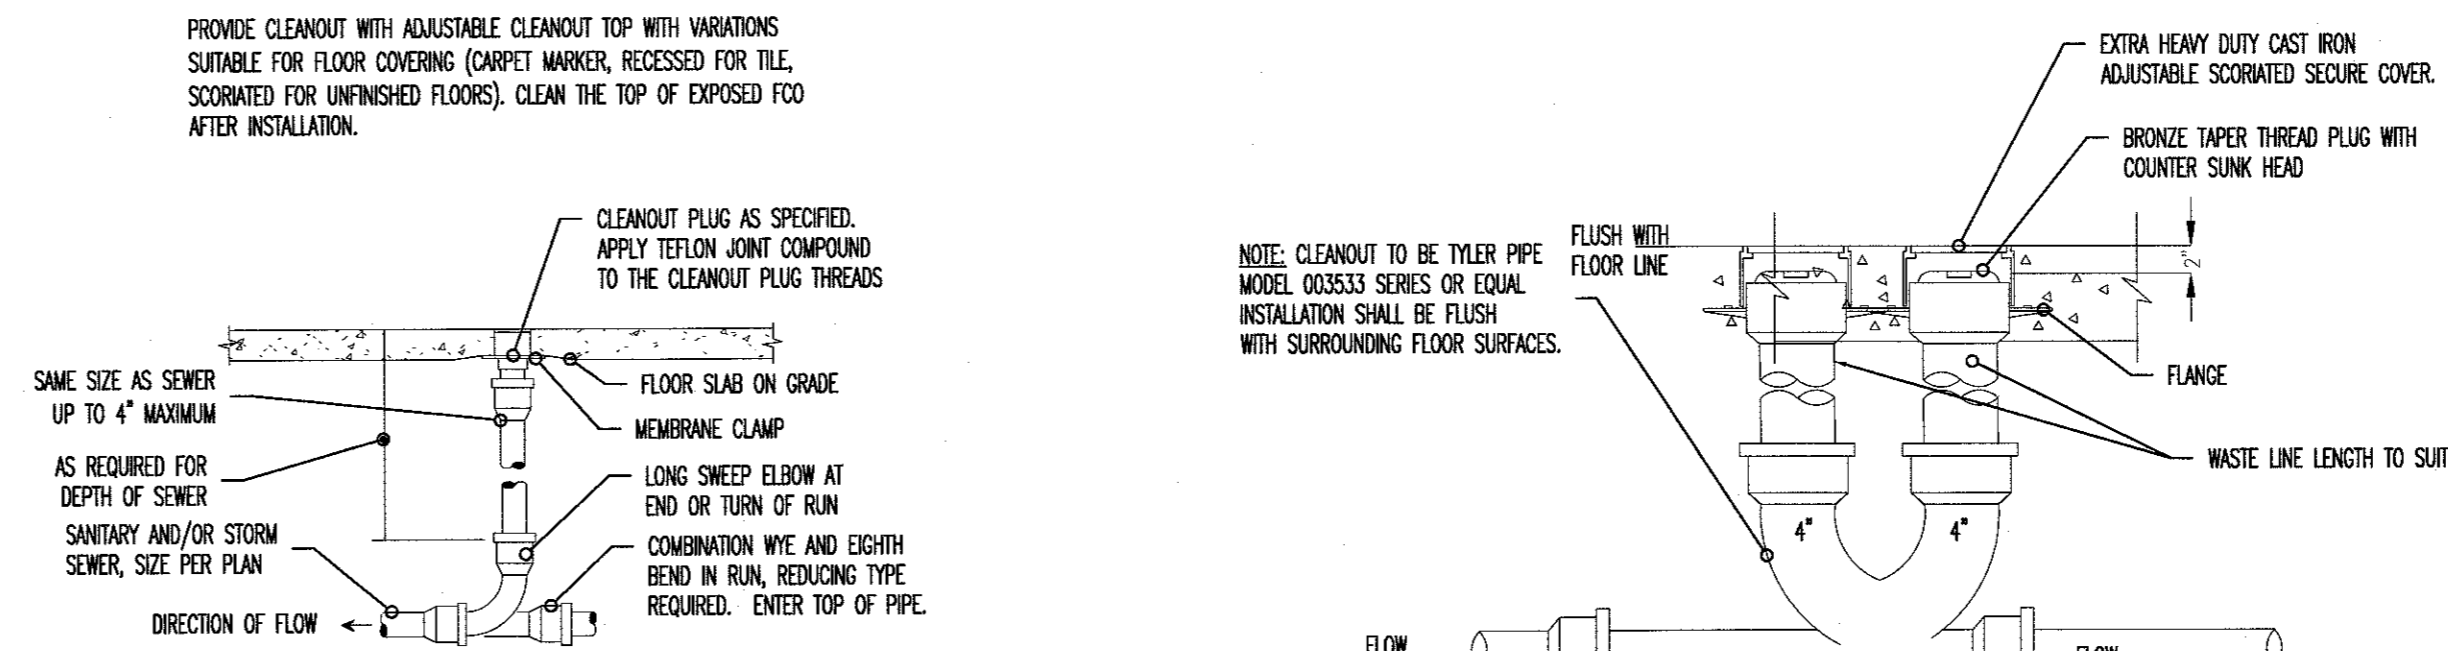 PROVIDE CLEANOUT WITH ADJUSTABLE CLEANOUT TOP WITH VARIATIONS
SUITABLE FOR FLOOR COVERING (CARPET MARKER, RECESSED FOR TILE,
SCORIATED FOR UNFINISHED FLOORS). CLEAN THE TOP OF EXPOSED FCO
AFTER INSTALLATION.
CLEANOUT PLUG AS SPECIFIED.
APPLY TEFLON JOINT COMPOUND
TO THE CLEANOUT PLUG THREADS
SAME SIZE AS SEWER
UP TO 4" MAXIMUM
FLOOR SLAB ON GRADE
MEMBRANE CLAMP
AS REQUIRED FOR
DEPTH OF SEWER
LONG SWEEP ELBOW AT
END OR TURN OF RUN
SANITARY AND/OR STORM
SEWER, SIZE PER PLAN
COMBINATION WYE AND EIGHTH
BEND IN RUN, REDUCING TYPE
REQUIRED. ENTER TOP OF PIPE.
DIRECTION OF FLOW
EXTRA HEAVY DUTY CAST IRON
ADJUSTABLE SCORIATED SECURE COVER.
BRONZE TAPER THREAD PLUG WITH
COUNTER SUNK HEAD
FLUSH WITH
FLOOR LINE
2"
NOTE: CLEANOUT TO BE TYLER PIPE
MODEL 003533 SERIES OR EQUAL
INSTALLATION SHALL BE FLUSH
WITH SURROUNDING FLOOR SURFACES.
FLANGE
WASTE LINE LENGTH TO SUIT
4"
4"
FLOW
FLOW